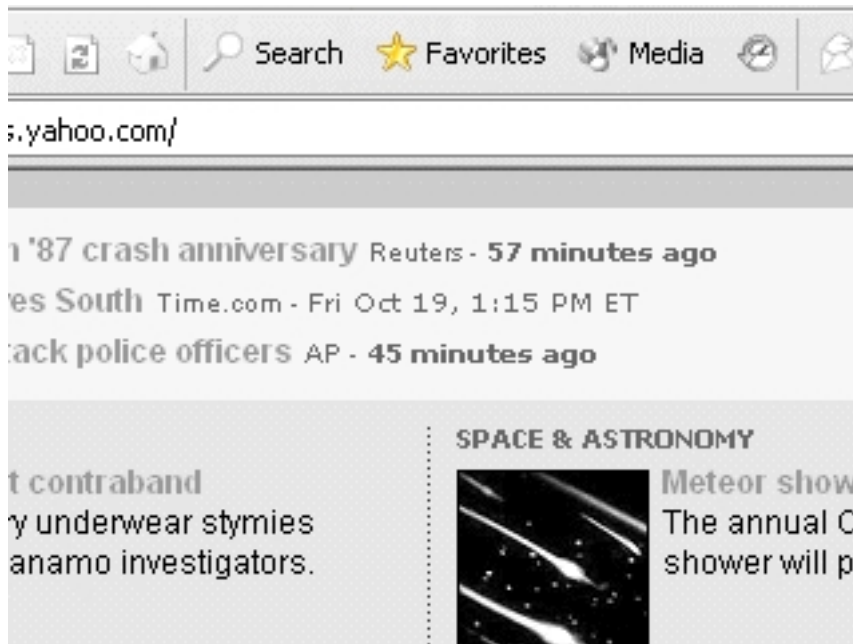 Search Favorites Media
s.yahoo.com/
'87 crash anniversary Reuters - 57 minutes ago
es South Time.com - Fri Oct 19, 1:15 PM ET
tack police officers AP - 45 minutes ago
SPACE & ASTRONOMY
t contraband
y underwear stymies
anamo investigators.
Meteor show
The annual O
shower will p